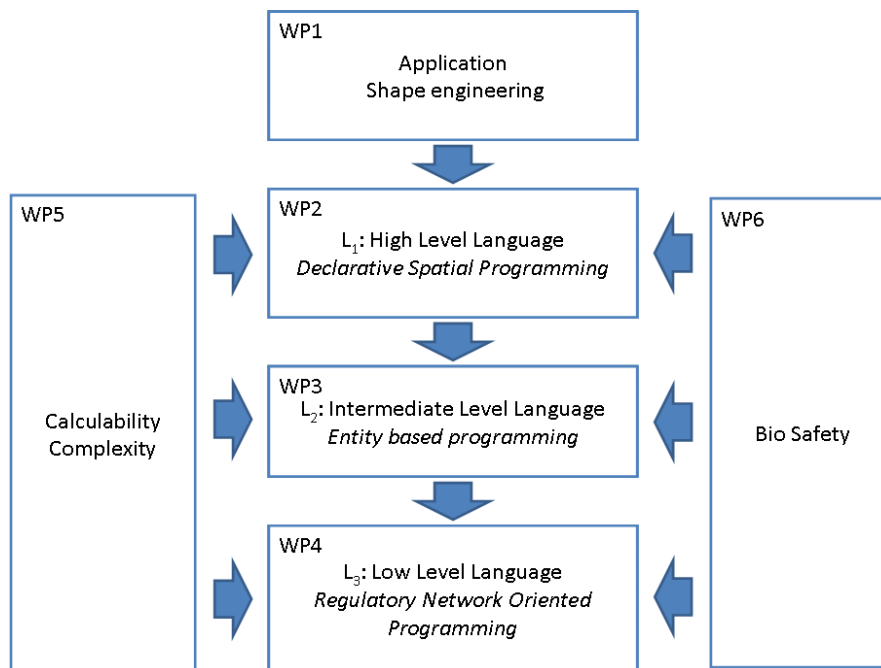 WP1
Application
Shape engineering
WP2
L₁: High Level Language
Declarative Spatial Programming
WP5
Calculability
Complexity
WP6
Bio Safety
WP3
L₂: Intermediate Level Language
Entity based programming
WP4
L₃: Low Level Language
Regulatory Network Oriented
Programming